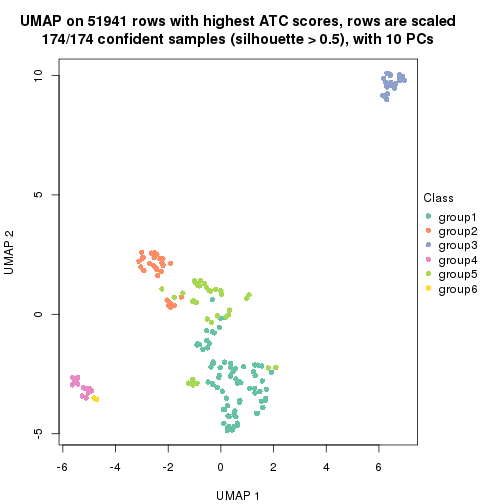 UMAP on 51941 rows with highest ATC scores, rows are scaled
174/174 confident samples (silhouette > 0.5), with 10 PCs
10
5
0
-5
UMAP 2
-6
-4
-2
0
2
4
6
UMAP 1
Class
group1
group2
group3
group4
group5
group6